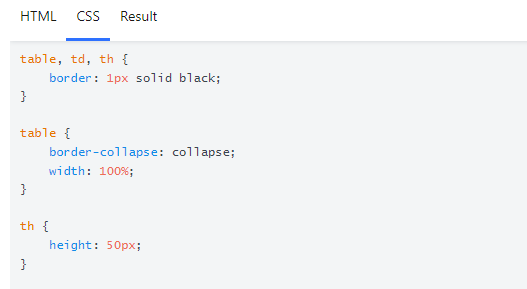 HTML CSS Result
table, td, th {
    border: 1px solid black;
}
table {
    border-collapse: collapse;
    width: 100%;
}
th {
    height: 50px;
}